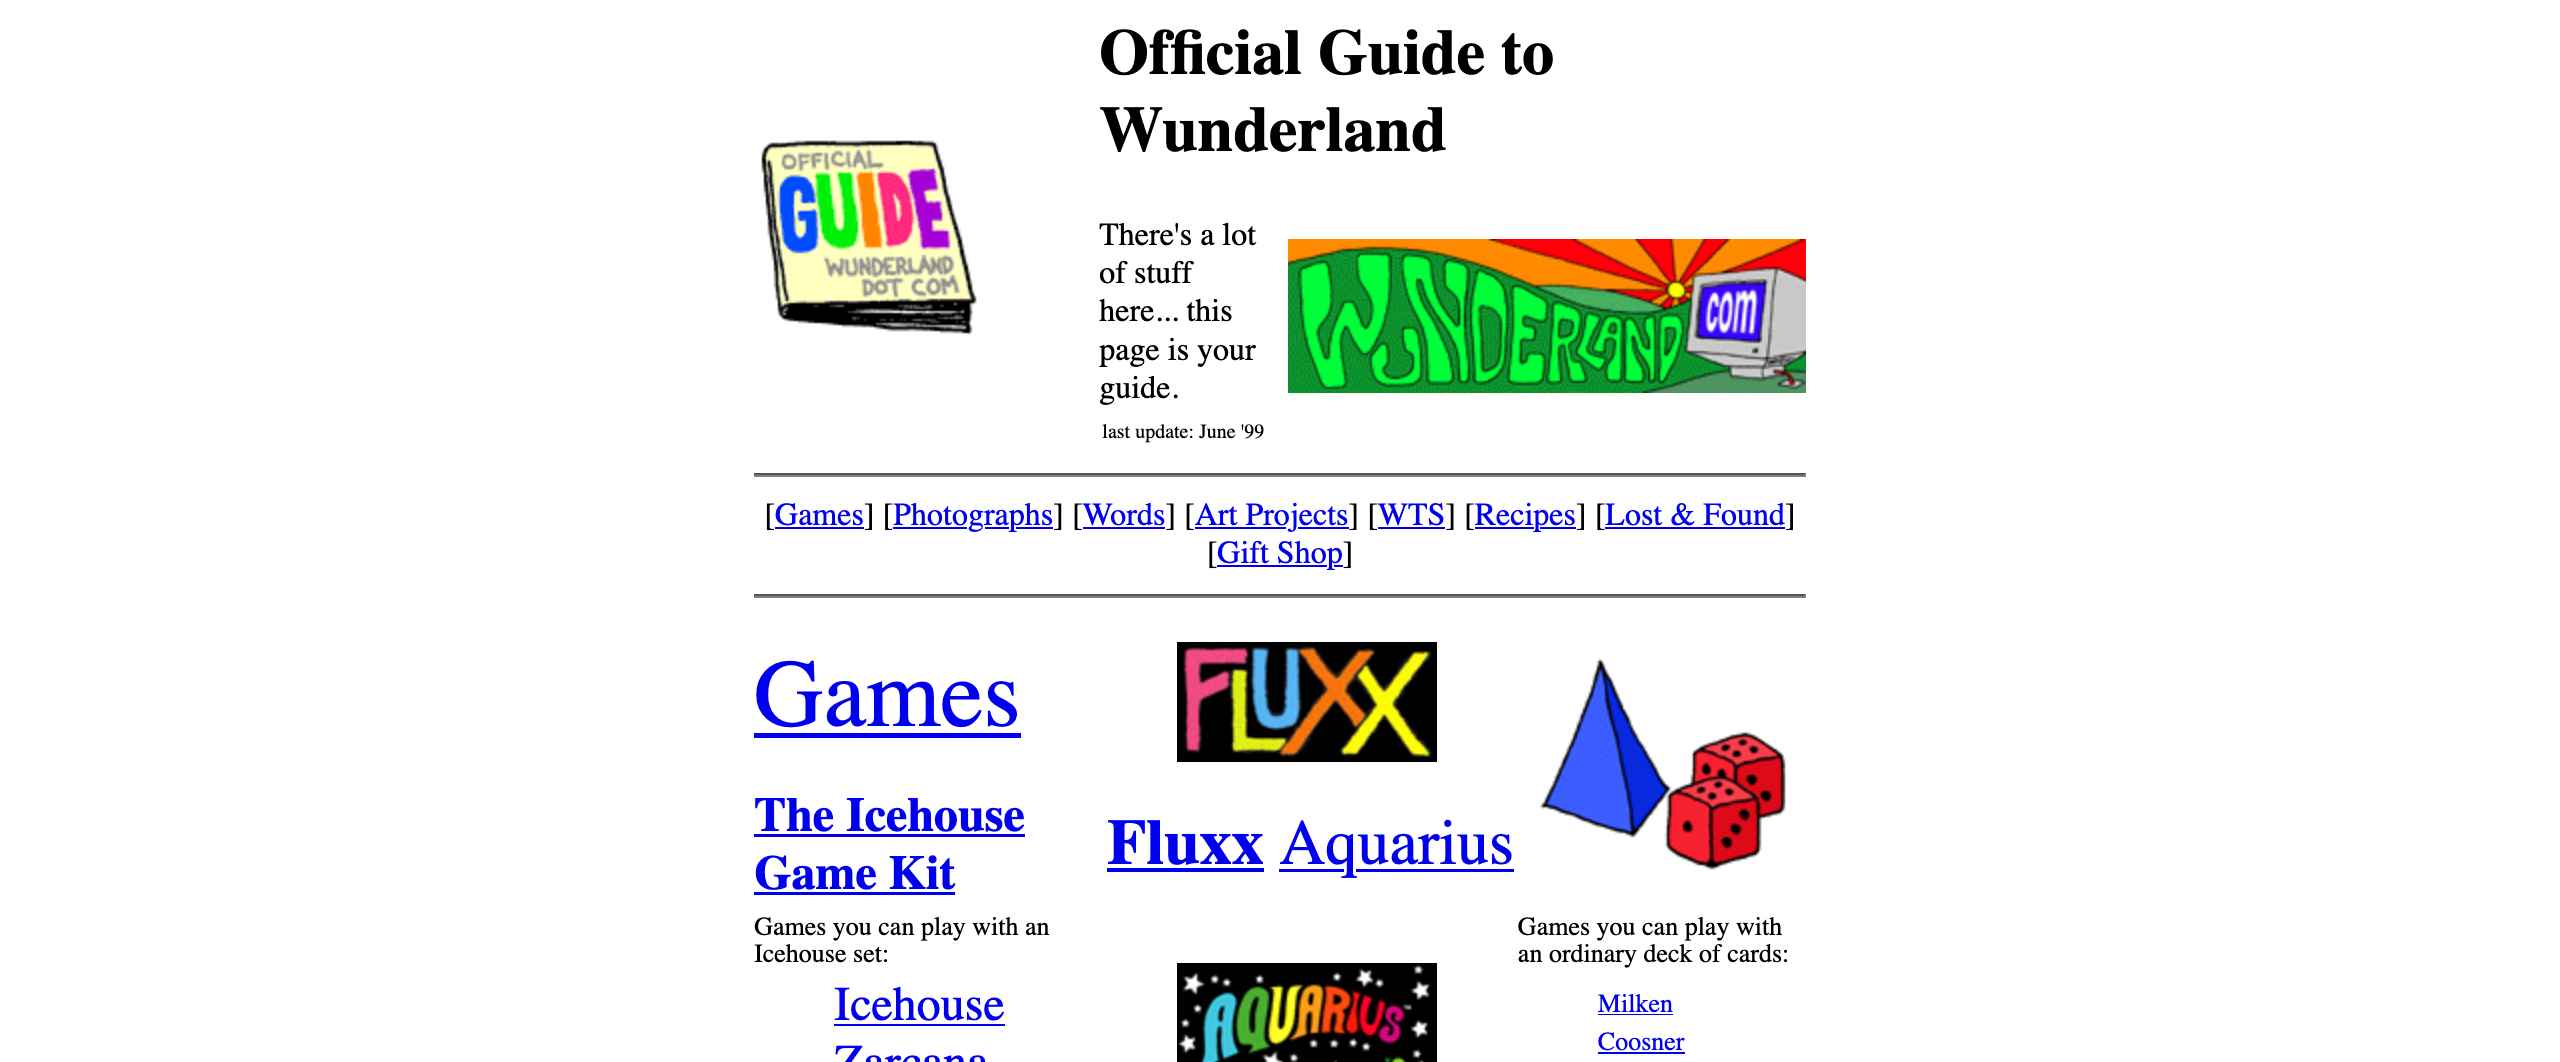 Official Guide to
Wunderland
OFFICIAL
GUIDE
WUNDERLAND
DOT COM
There's a lot
of stuff
here... this
page is your
guide.
last update: June '99
WUNDERLAND
com
[Games] [Photographs] [Words] [Art Projects] [WTS] [Recipes] [Lost & Found]
[Gift Shop]
Games
FLUXX
The Icehouse
Game Kit
Fluxx Aquarius
Games you can play with an
Icehouse set:
Icehouse
Zarcana
AQUARIUS
Games you can play with
an ordinary deck of cards:
Milken
Coosner